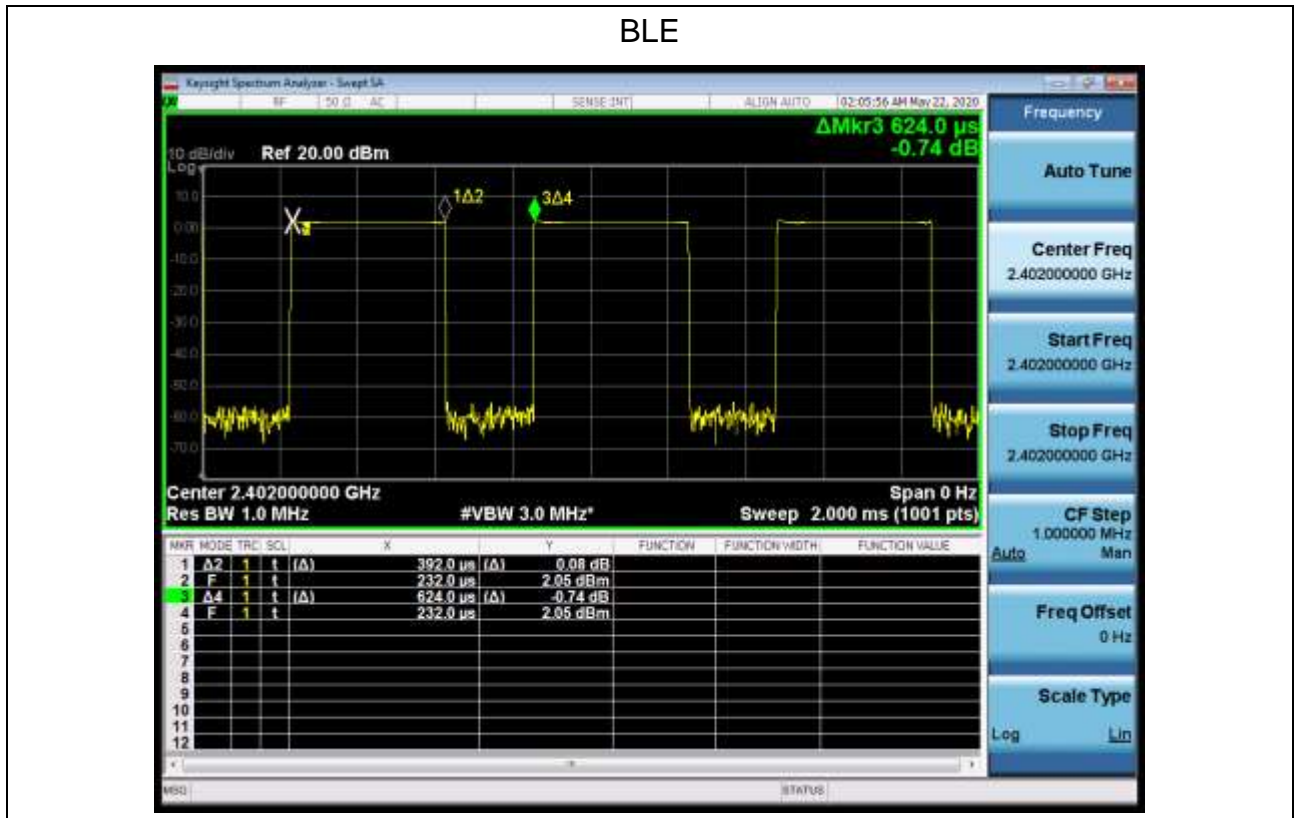 BLE
Keysight Spectrum Analyzer - Swept SA
RF 50 Ω AC SENSE:INT ALIGN AUTO 02:05:56 AM May 22, 2020
Frequency
ΔMkr3 624.0 µs
-0.74 dB
10 dB/div Ref 20.00 dBm
Log
Auto Tune
10.0
0.00
-10.0
-20.0
-30.0
-40.0
-50.0
-60.0
-70.0
1Δ2
3Δ4
Center Freq
2.402000000 GHz
Start Freq
2.402000000 GHz
Stop Freq
2.402000000 GHz
Center 2.402000000 GHz Span 0 Hz
Res BW 1.0 MHz #VBW 3.0 MHz* Sweep 2.000 ms (1001 pts)
CF Step
1.000000 MHz
Auto Man
MKR MODE TRC SCL X Y FUNCTION FUNCTION WIDTH FUNCTION VALUE
1 Δ2 1 t (Δ) 392.0 µs (Δ) 0.08 dB
2 F 1 t 232.0 µs 2.05 dBm
3 Δ4 1 t (Δ) 624.0 µs (Δ) -0.74 dB
4 F 1 t 232.0 µs 2.05 dBm
5
6
7
8
9
10
11
12
Freq Offset
0 Hz
Scale Type
Log Lin
MSG STATUS